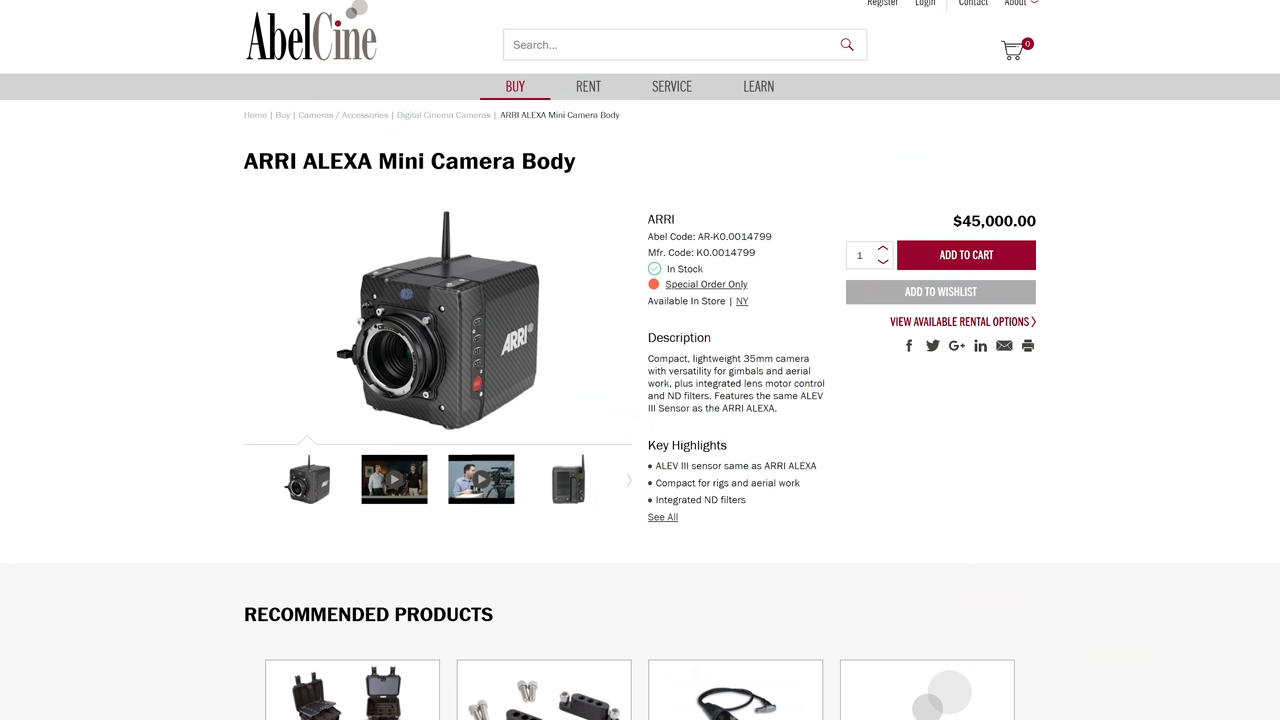 Register Login Contact About
AbelCine
Search...
0
BUY RENT SERVICE LEARN
Home | Buy | Cameras / Accessories | Digital Cinema Cameras | ARRI ALEXA Mini Camera Body
ARRI ALEXA Mini Camera Body
ARRI
ARRI
Abel Code: AR-K0.0014799
Mfr. Code: K0.0014799
In Stock
Special Order Only
Available In Store | NY
$45,000.00
1
ADD TO CART
ADD TO WISHLIST
VIEW AVAILABLE RENTAL OPTIONS
Description
Compact, lightweight 35mm camera
with versatility for gimbals and aerial
work, plus integrated lens motor control
and ND filters. Features the same ALEV
III Sensor as the ARRI ALEXA.
Key Highlights
ALEV III sensor same as ARRI ALEXA
Compact for rigs and aerial work
Integrated ND filters
See All
RECOMMENDED PRODUCTS